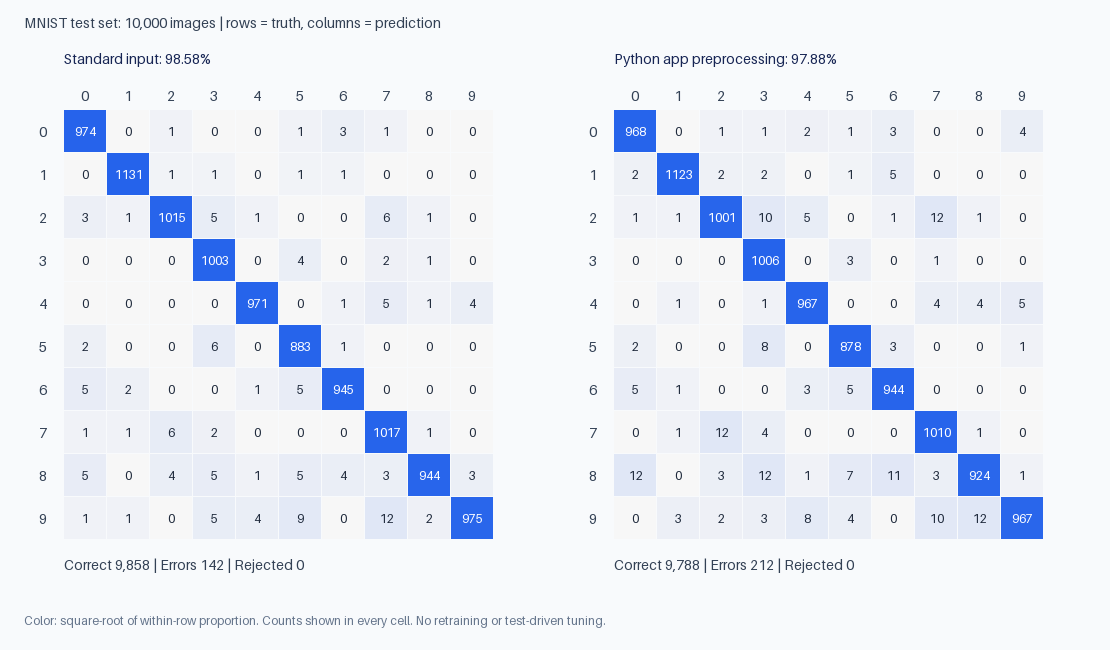 MNIST test set: 10,000 images | rows = truth, columns = prediction
Standard input: 98.58%
0 1 2 3 4 5 6 7 8 9
0 974 0 1 0 0 1 3 1 0 0
1 0 1131 1 1 0 1 1 0 0 0
2 3 1 1015 5 1 0 0 6 1 0
3 0 0 0 1003 0 4 0 2 1 0
4 0 0 0 0 971 0 1 5 1 4
5 2 0 0 6 0 883 1 0 0 0
6 5 2 0 0 1 5 945 0 0 0
7 1 1 6 2 0 0 0 1017 1 0
8 5 0 4 5 1 5 4 3 944 3
9 1 1 0 5 4 9 0 12 2 975
Correct 9,858 | Errors 142 | Rejected 0
Python app preprocessing: 97.88%
0 1 2 3 4 5 6 7 8 9
0 968 0 1 1 2 1 3 0 0 4
1 2 1123 2 2 0 1 5 0 0 0
2 1 1 1001 10 5 0 1 12 1 0
3 0 0 0 1006 0 3 0 1 0 0
4 0 1 0 1 967 0 0 4 4 5
5 2 0 0 8 0 878 3 0 0 1
6 5 1 0 0 3 5 944 0 0 0
7 0 1 12 4 0 0 0 1010 1 0
8 12 0 3 12 1 7 11 3 924 1
9 0 3 2 3 8 4 0 10 12 967
Correct 9,788 | Errors 212 | Rejected 0
Color: square-root of within-row proportion. Counts shown in every cell. No retraining or test-driven tuning.